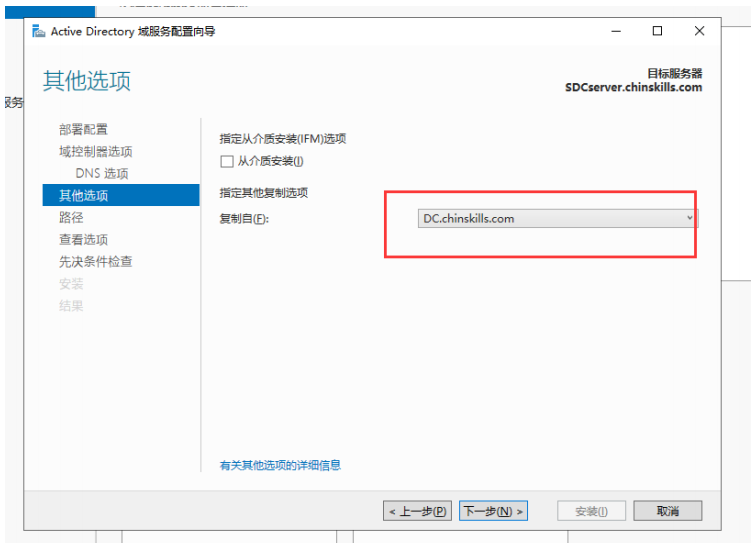 Active Directory 域服务配置向导
其他选项
目标服务器
SDCserver.chinskills.com
服务
部署配置
域控制器选项
DNS 选项
其他选项
路径
查看选项
先决条件检查
安装
结果
指定从介质安装(IFM)选项
从介质安装(I)
指定其他复制选项
复制自(F):
DC.chinskills.com
有关其他选项的详细信息
< 上一步(P)
下一步(N) >
安装(I)
取消